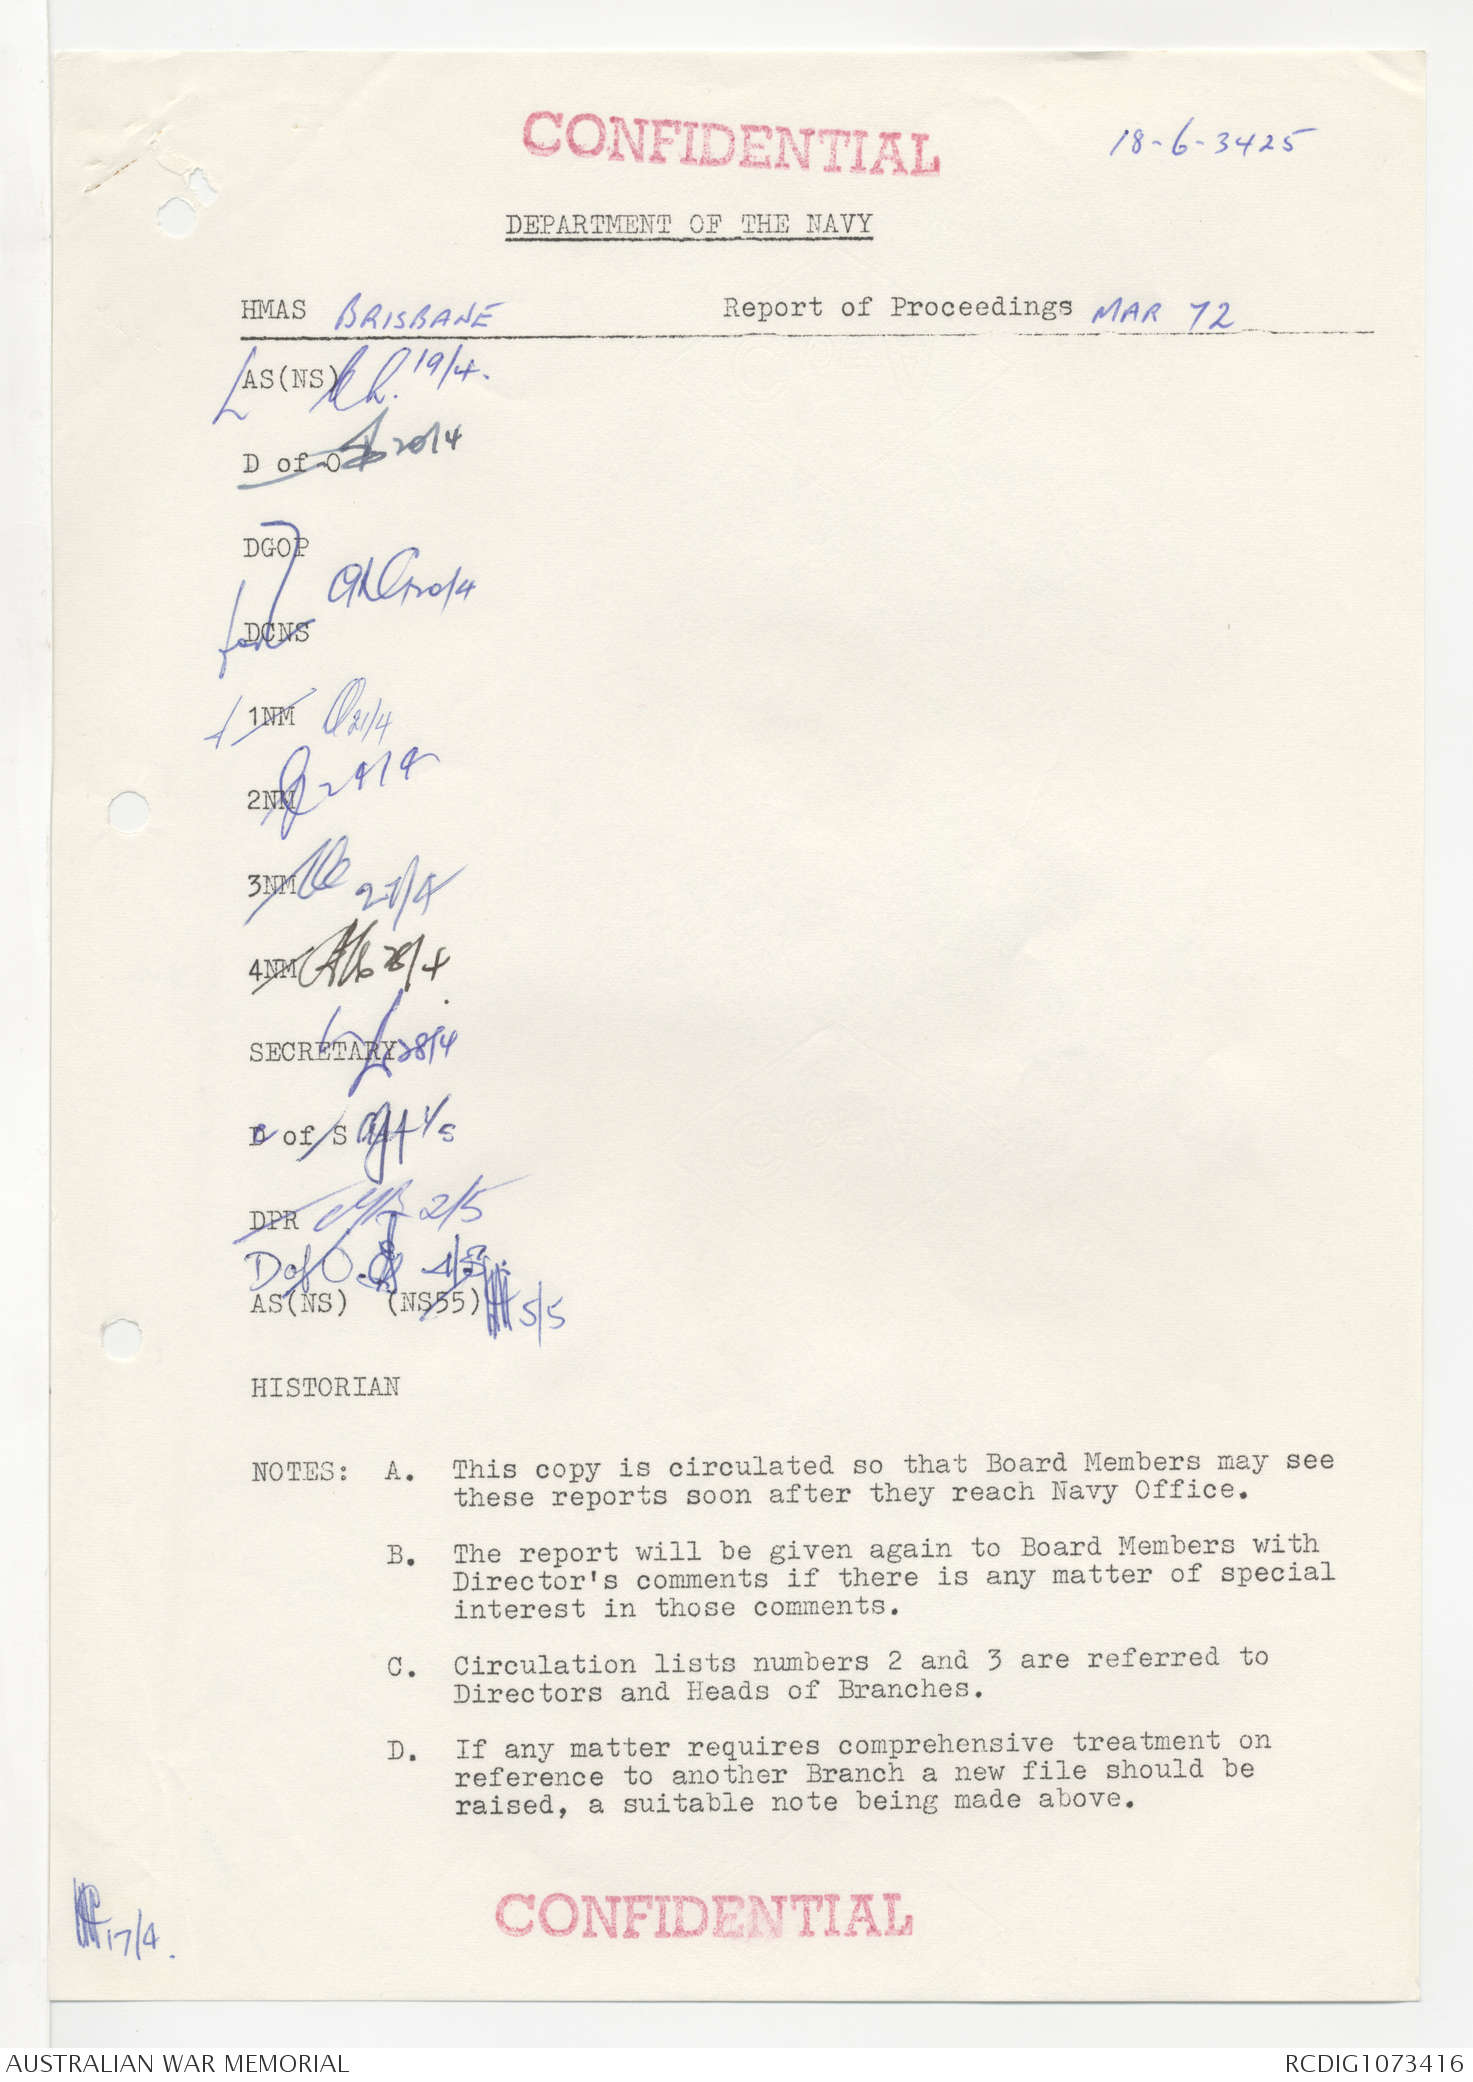 CONFIDENTIAL
18-6-3425
DEPARTMENT OF THE NAVY
HMAS BRISBANE Report of Proceedings MAR 72
AS(NS) 19/4.
D of O 20/4
DGOP
20/4
for DCNS
1NM 21/4
2NM 24/4
3NM 27/4
4NM 28/4
SECRETARY 28/4
D of S 1/5
DPR 2/5
D of O. 4/5.
AS(NS) (NS55) 5/5
HISTORIAN
NOTES: A. This copy is circulated so that Board Members may see
these reports soon after they reach Navy Office.
B. The report will be given again to Board Members with
Director's comments if there is any matter of special
interest in those comments.
C. Circulation lists numbers 2 and 3 are referred to
Directors and Heads of Branches.
D. If any matter requires comprehensive treatment on
reference to another Branch a new file should be
raised, a suitable note being made above.
CONFIDENTIAL
17/4.
AUSTRALIAN WAR MEMORIAL
RCDIG1073416